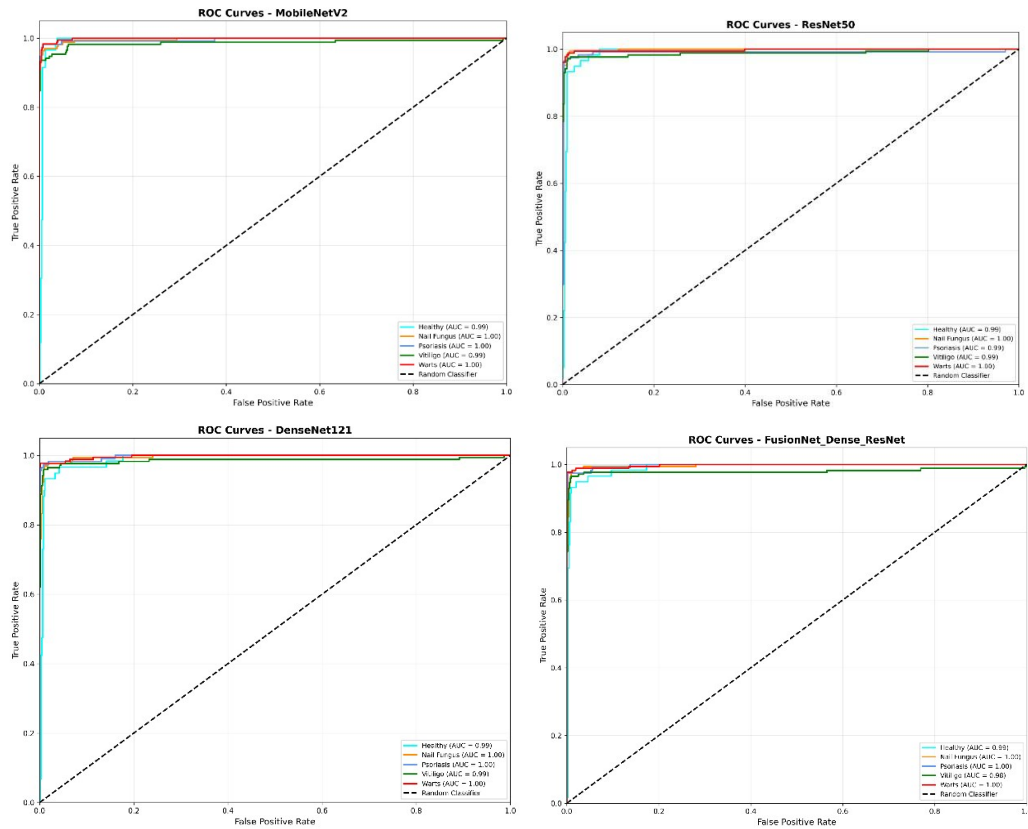 ROC Curves - MobileNetV2
1.0
0.8
0.6
0.4
0.2
0.0
True Positive Rate
Healthy (AUC = 0.99)
Nail Fungus (AUC = 1.00)
Psoriasis (AUC = 1.00)
Vitiligo (AUC = 0.99)
Warts (AUC = 1.00)
Random Classifier
0.0 0.2 0.4 0.6 0.8 1.0
False Positive Rate
ROC Curves - ResNet50
1.0
0.8
0.6
0.4
0.2
0.0
True Positive Rate
Healthy (AUC = 0.99)
Nail Fungus (AUC = 1.00)
Psoriasis (AUC = 0.99)
Vitiligo (AUC = 0.99)
Warts (AUC = 1.00)
Random Classifier
0.0 0.2 0.4 0.6 0.8 1.0
False Positive Rate
ROC Curves - DenseNet121
1.0
0.8
0.6
0.4
0.2
0.0
True Positive Rate
Healthy (AUC = 0.99)
Nail Fungus (AUC = 1.00)
Psoriasis (AUC = 1.00)
Vitiligo (AUC = 0.99)
Warts (AUC = 1.00)
Random Classifier
0.0 0.2 0.4 0.6 0.8 1.0
False Positive Rate
ROC Curves - FusionNet_Dense_ResNet
1.0
0.8
0.6
0.4
0.2
0.0
True Positive Rate
Healthy (AUC = 0.99)
Nail Fungus (AUC = 1.00)
Psoriasis (AUC = 1.00)
Vitiligo (AUC = 0.98)
Warts (AUC = 1.00)
Random Classifier
0.0 0.2 0.4 0.6 0.8
False Positive Rate